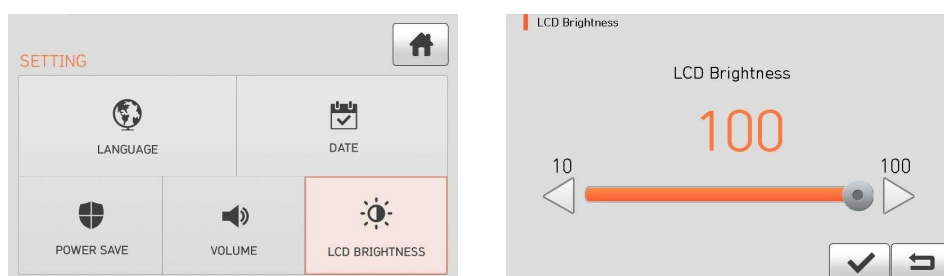 SETTING
LANGUAGE
DATE
POWER SAVE
VOLUME
LCD BRIGHTNESS
LCD Brightness
LCD Brightness
100
10
100